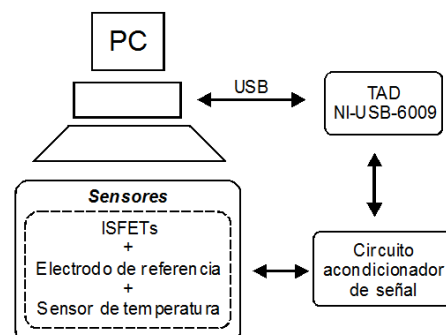 PC
USB
TAD
NI-USB-6009
Sensores
ISFETs
+
Electrodo de referencia
+
Sensor de temperatura
Circuito
acondicionador
de señal